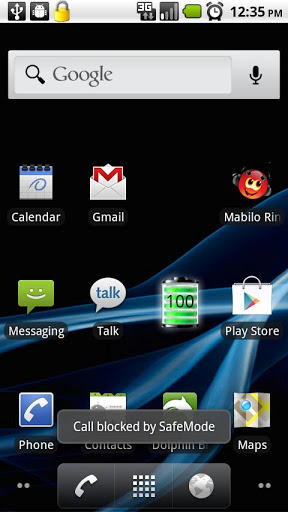 3G
12:35 PM
Google
Calendar
Gmail
Mabilo Rin
Messaging
Talk
100
Play Store
Call blocked by SafeMode
Phone
Contacts
Dolphin B
Maps
talk